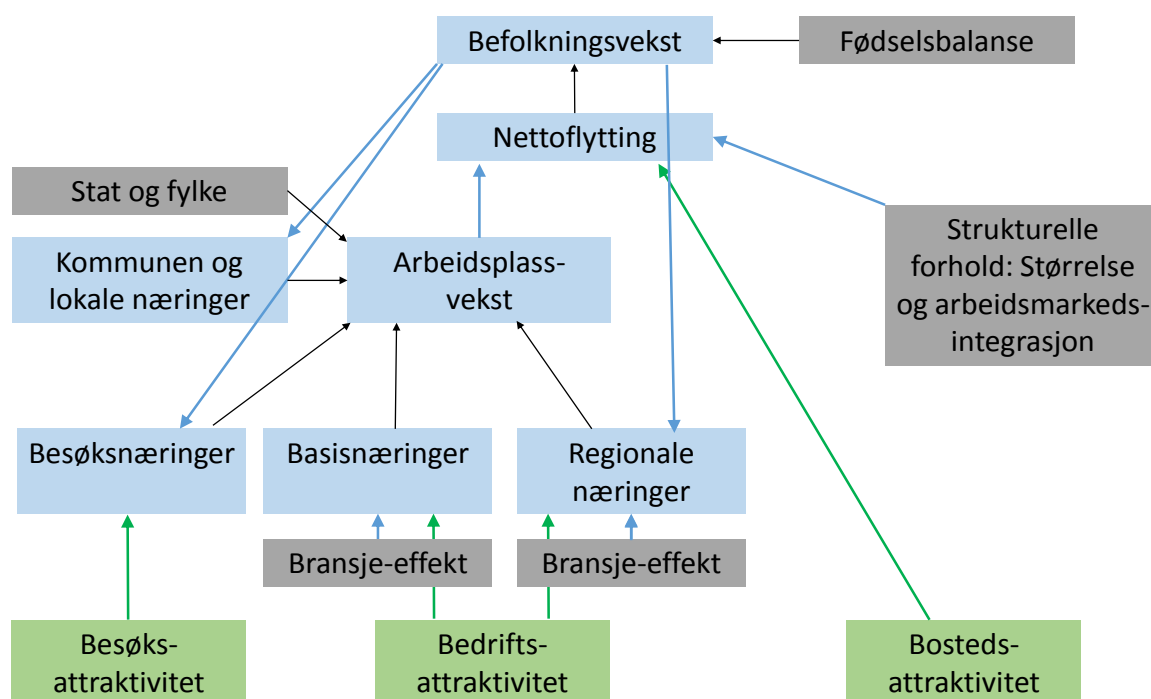 Befolkningsvekst
Fødselsbalanse
Nettoflytting
Stat og fylke
Kommunen og
lokale næringer
Arbeidsplass-
vekst
Strukturelle
forhold: Størrelse
og arbeidsmarkeds-
integrasjon
Besøksnæringer
Basisnæringer
Regionale
næringer
Bransje-effekt
Bransje-effekt
Besøks-
attraktivitet
Bedrifts-
attraktivitet
Bosteds-
attraktivitet